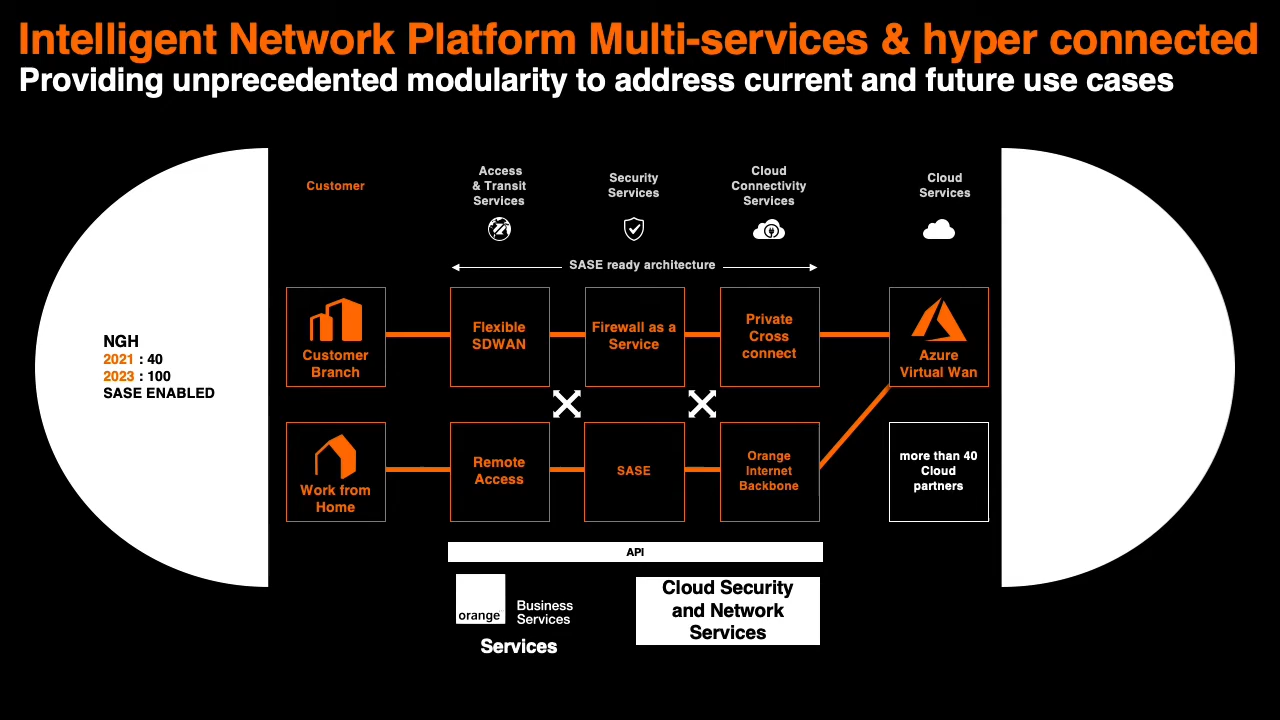 Intelligent Network Platform Multi-services & hyper connected
Providing unprecedented modularity to address current and future use cases
Customer
Access
& Transit
Services
Security
Services
Cloud
Connectivity
Services
Cloud
Services
SASE ready architecture
NGH
2021 : 40
2023 : 100
SASE ENABLED
Customer
Branch
Flexible
SDWAN
Firewall as a
Service
Private
Cross
connect
Azure
Virtual Wan
Work from
Home
Remote
Access
SASE
Orange
Internet
Backbone
more than 40
Cloud
partners
API
orange
Business
Services
Services
Cloud Security
and Network
Services